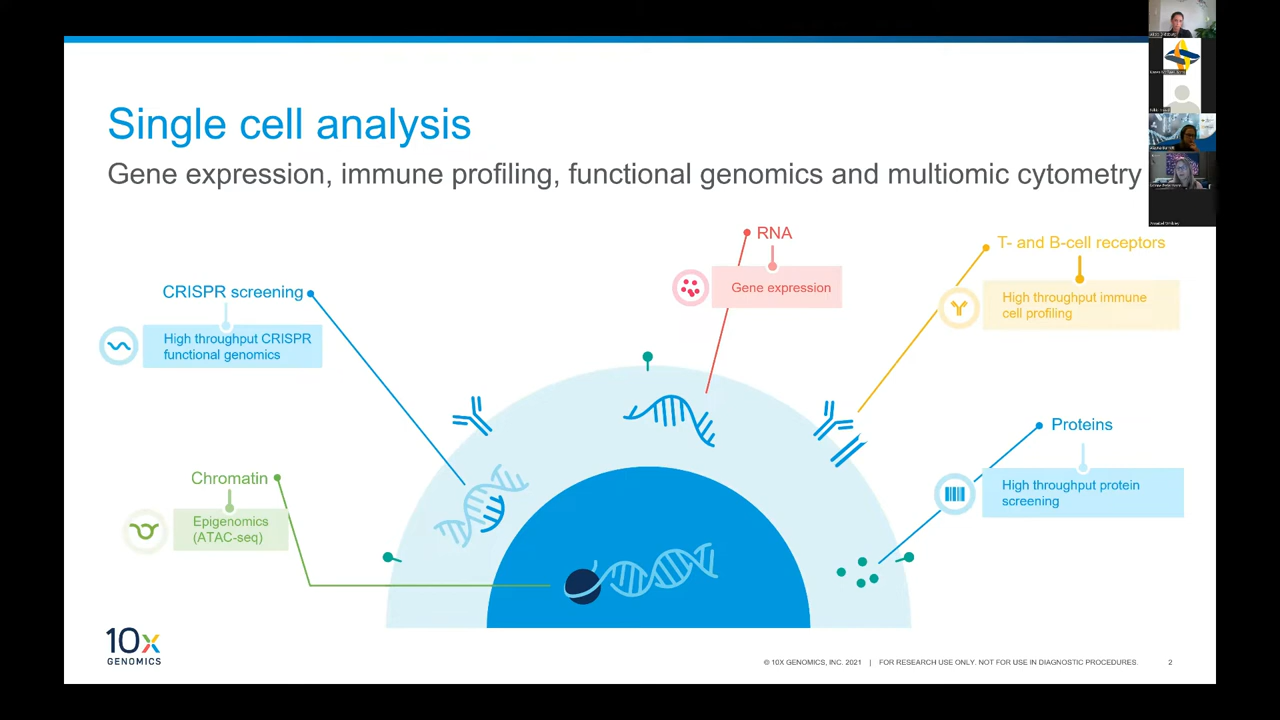 Single cell analysis
Gene expression, immune profiling, functional genomics and multiomic cytometry
RNA
Gene expression
T- and B-cell receptors
High throughput immune
cell profiling
CRISPR screening
High throughput CRISPR
functional genomics
Proteins
High throughput protein
screening
Chromatin
Epigenomics
(ATAC-seq)
10x
GENOMICS
© 10X GENOMICS, INC. 2021 | FOR RESEARCH USE ONLY. NOT FOR USE IN DIAGNOSTIC PROCEDURES. 2